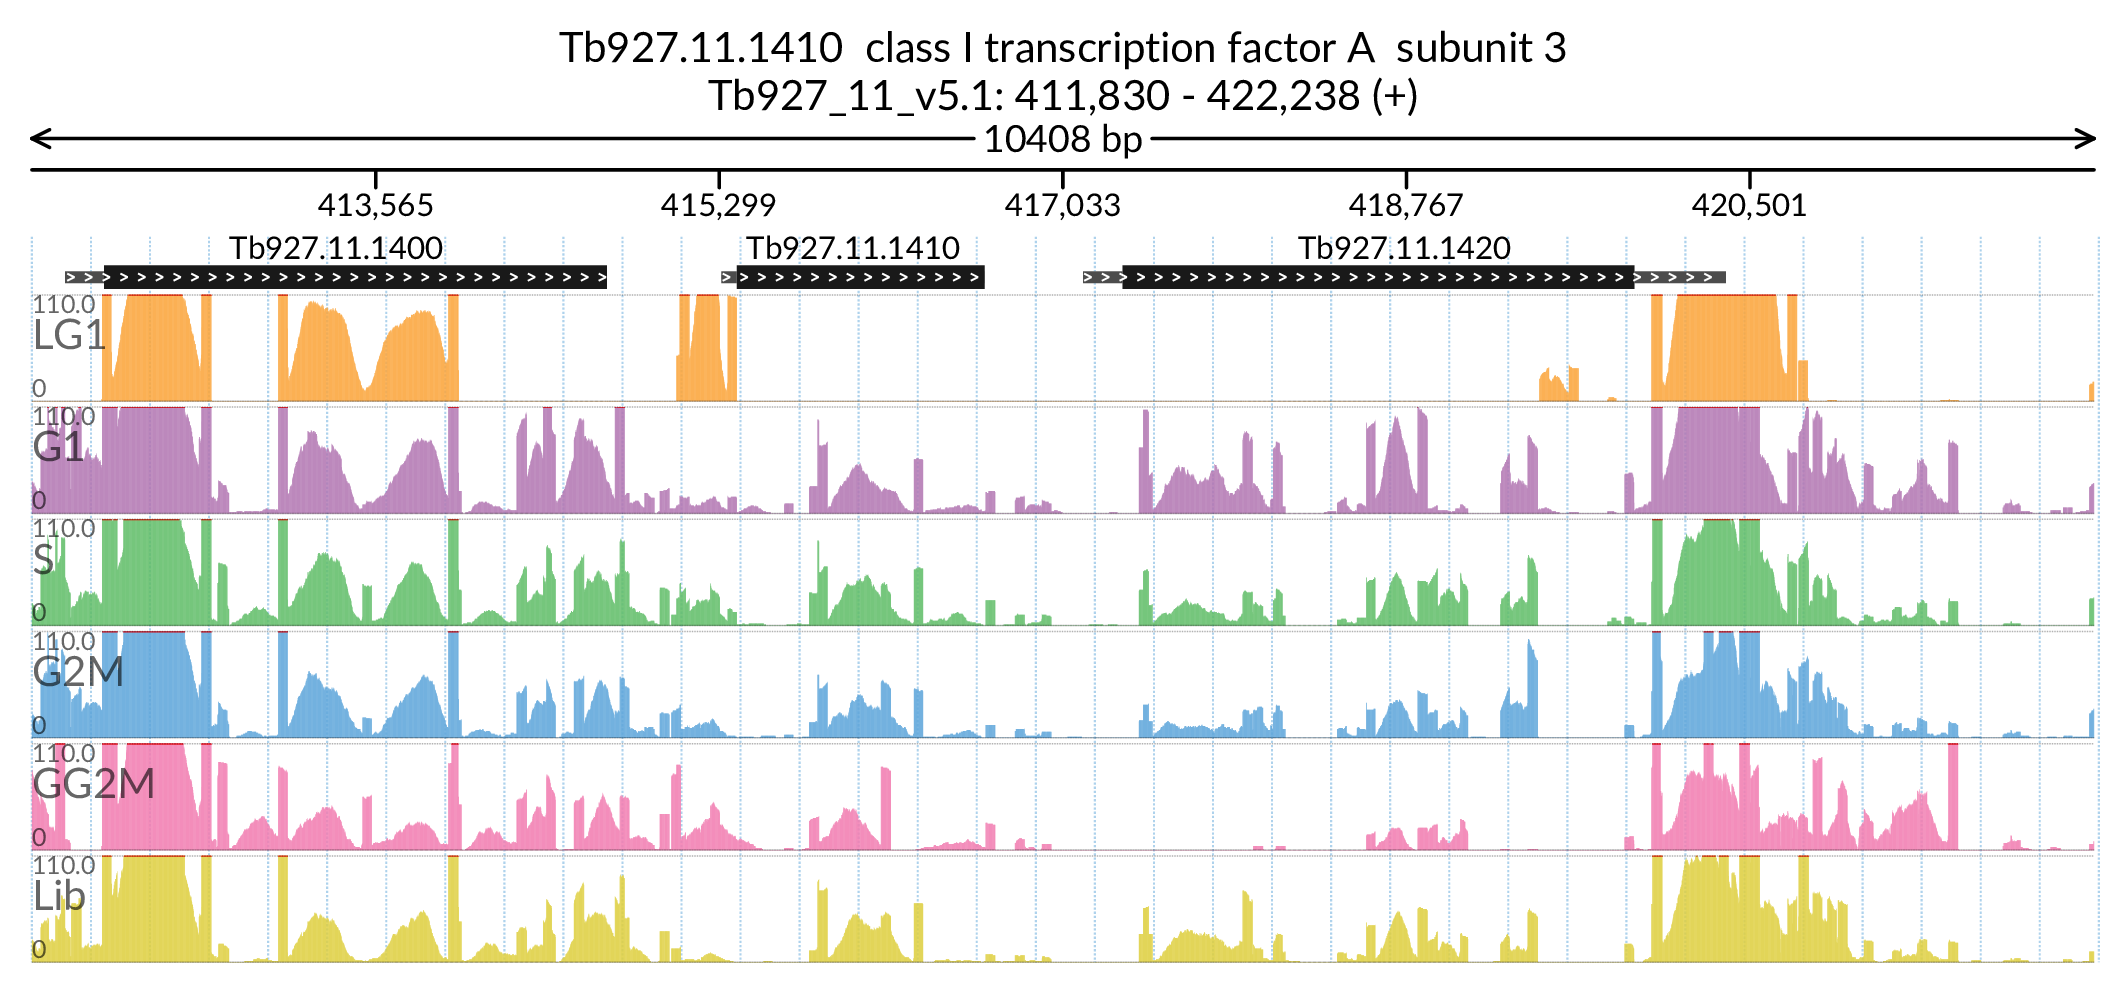 Tb927.11.1410 class I transcription factor A subunit 3
Tb927_11_v5.1: 411,830 - 422,238 (+)
10408 bp
413,565 415,299 417,033 418,767 420,501
Tb927.11.1400 Tb927.11.1410 Tb927.11.1420
110.0
LG1
0
110.0
G1
0
110.0
S
0
110.0
G2M
0
110.0
GG2M
0
110.0
Lib
0